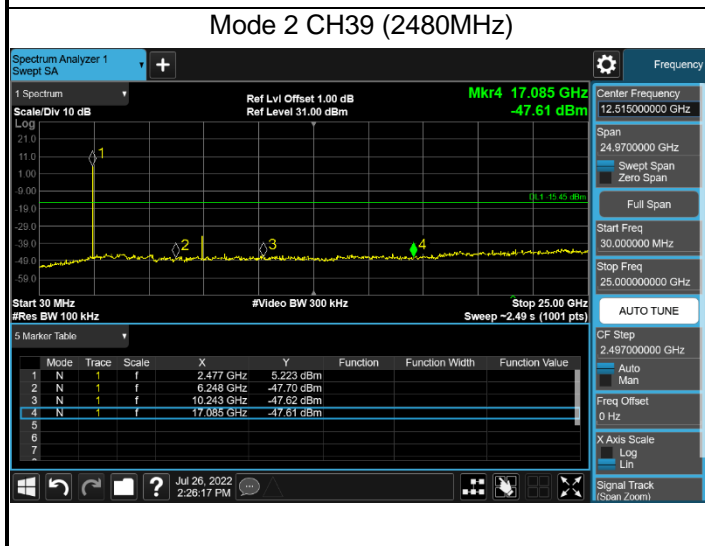 Mode 2 CH39 (2480MHz)
Spectrum Analyzer 1
Swept SA
Frequency
1 Spectrum
Scale/Div 10 dB
Ref Lvl Offset 1.00 dB
Ref Level 31.00 dBm
Mkr4 17.085 GHz
-47.61 dBm
Log
21.0
11.0
1.00
-9.00
-19.0
-29.0
-39.0
-49.0
-59.0
1
2
3
4
DL1 -15.45 dBm
Start 30 MHz
#Res BW 100 kHz
#Video BW 300 kHz
Stop 25.00 GHz
Sweep ~2.49 s (1001 pts)
5 Marker Table
Mode Trace Scale X Y Function Function Width Function Value
1 N 1 f 2.477 GHz 5.223 dBm
2 N 1 f 6.248 GHz -47.70 dBm
3 N 1 f 10.243 GHz -47.62 dBm
4 N 1 f 17.085 GHz -47.61 dBm
5
6
7
Jul 26, 2022
2:26:17 PM
Center Frequency
12.515000000 GHz
Span
24.9700000 GHz
Swept Span
Zero Span
Full Span
Start Freq
30.000000 MHz
Stop Freq
25.000000000 GHz
AUTO TUNE
CF Step
2.497000000 GHz
Auto
Man
Freq Offset
0 Hz
X Axis Scale
Log
Lin
Signal Track
(Span Zoom)